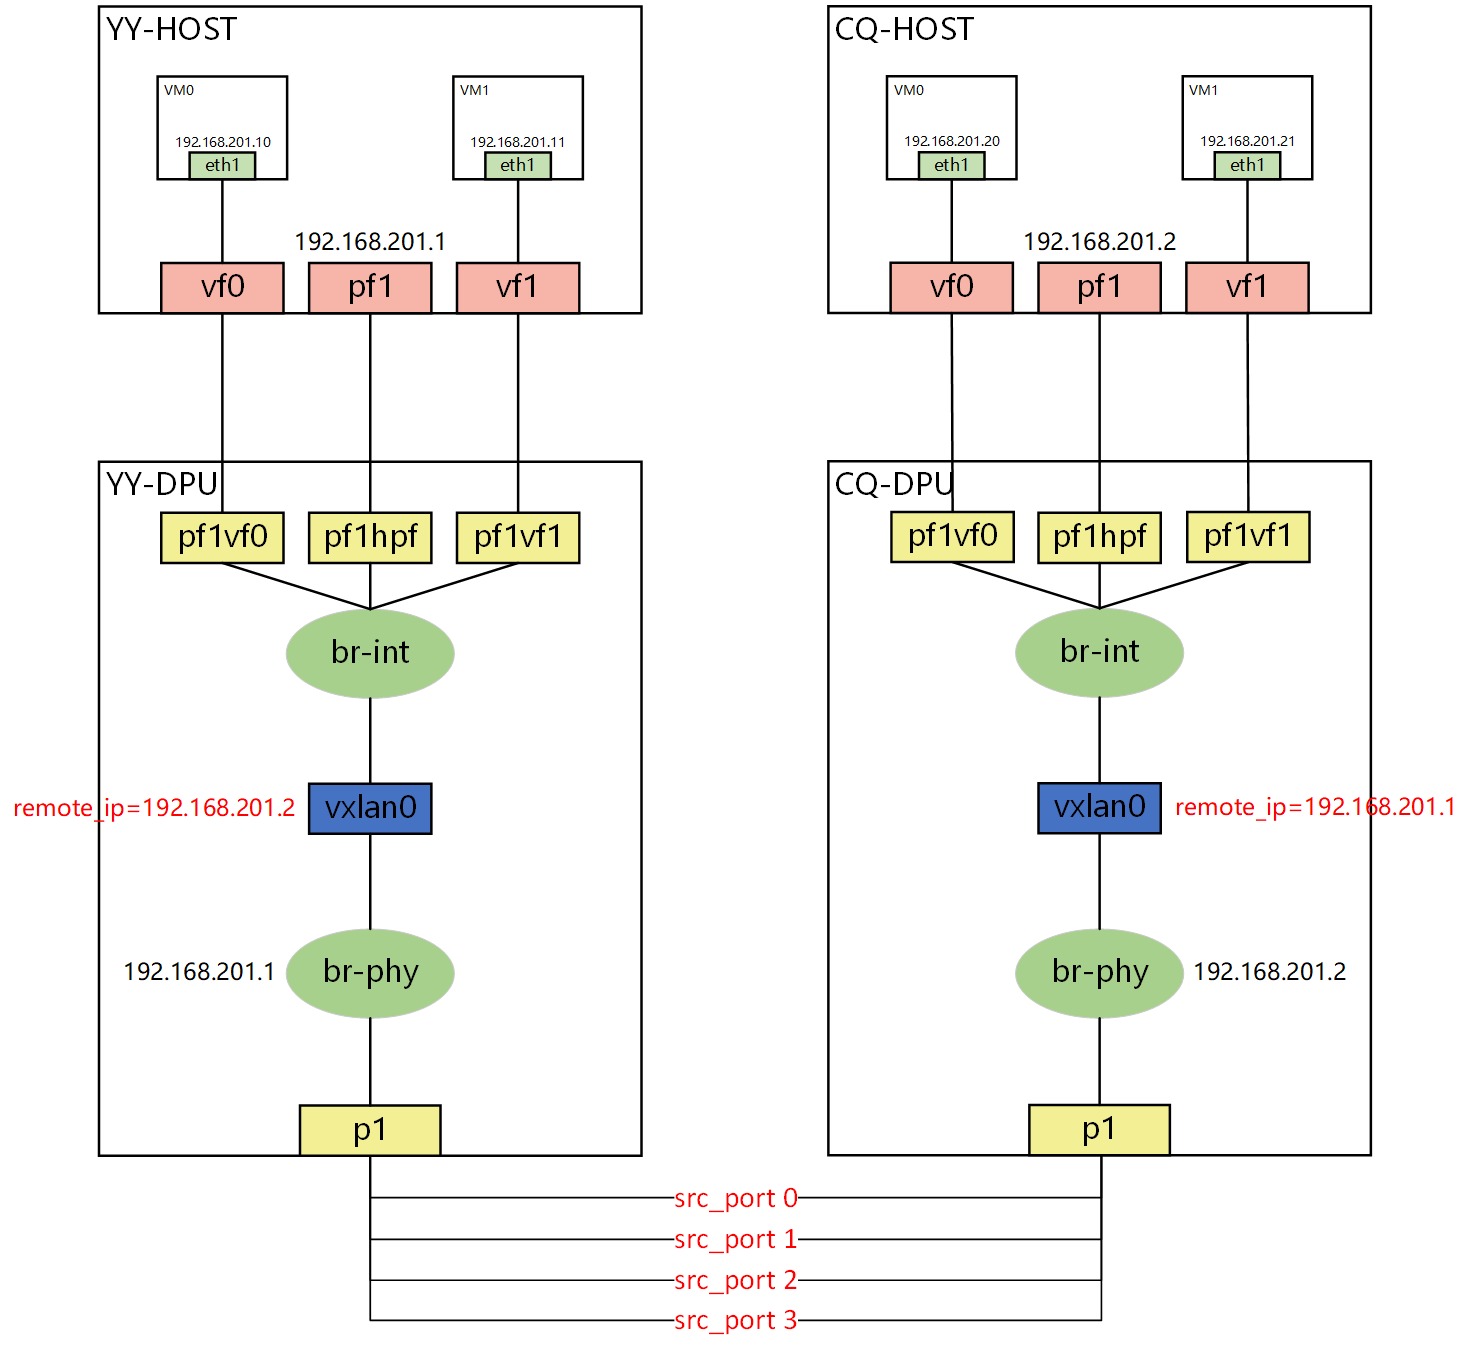 YY-HOST
VM0
192.168.201.10
eth1
VM1
192.168.201.11
eth1
192.168.201.1
vf0
pf1
vf1
CQ-HOST
VM0
192.168.201.20
eth1
VM1
192.168.201.21
eth1
192.168.201.2
vf0
pf1
vf1
YY-DPU
pf1vf0
pf1hpf
pf1vf1
br-int
remote_ip=192.168.201.2
vxlan0
192.168.201.1
br-phy
p1
CQ-DPU
pf1vf0
pf1hpf
pf1vf1
br-int
vxlan0
remote_ip=192.168.201.1
br-phy
192.168.201.2
p1
src_port 0
src_port 1
src_port 2
src_port 3